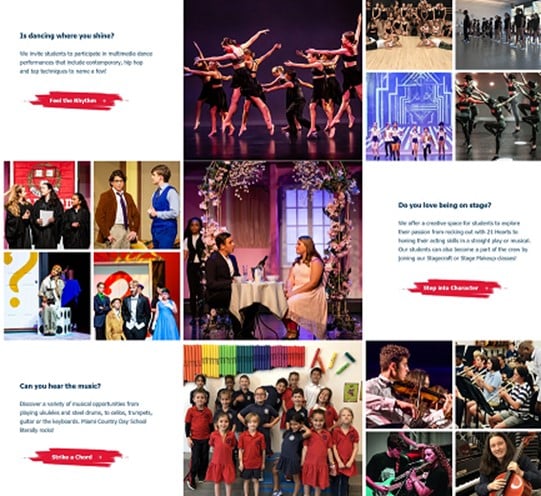 Is dancing where you shine?
We invite students to participate in multimedia dance
performances that include contemporary, hip hop
and tap techniques to name a few!
Feel the Rhythm
Do you love being on stage?
We offer a creative space for students to explore
their passion from rocking out with 21 Hearts to
honing their acting skills in a straight play or musical.
Our students can also become a part of the crew by
joining our Stagecraft or Stage Makeup classes!
Step Into Character
Can you hear the music?
Discover a variety of musical opportunities from
playing ukuleles and steel drums, to cellos, trumpets,
guitar or the keyboards. Miami Country Day School
literally rocks!
Strike a Chord